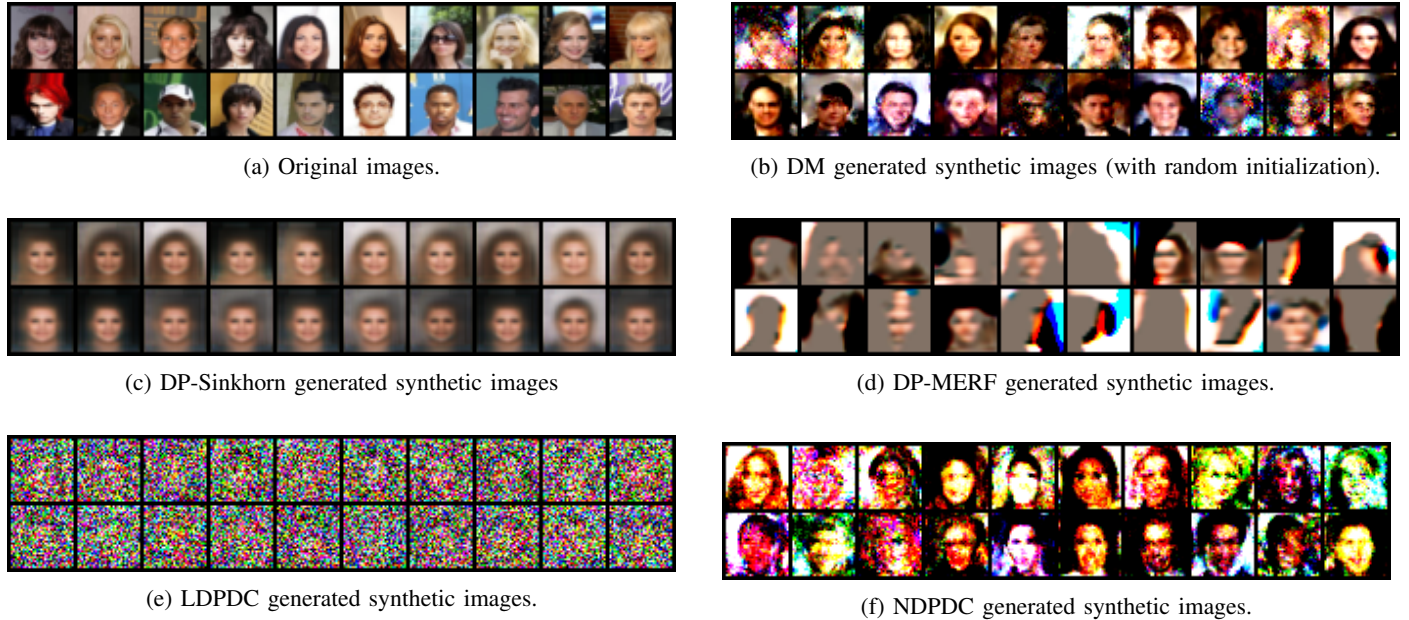 (a) Original images.
(b) DM generated synthetic images (with random initialization).
(c) DP-Sinkhorn generated synthetic images
(d) DP-MERF generated synthetic images.
(e) LDPDC generated synthetic images.
(f) NDPDC generated synthetic images.